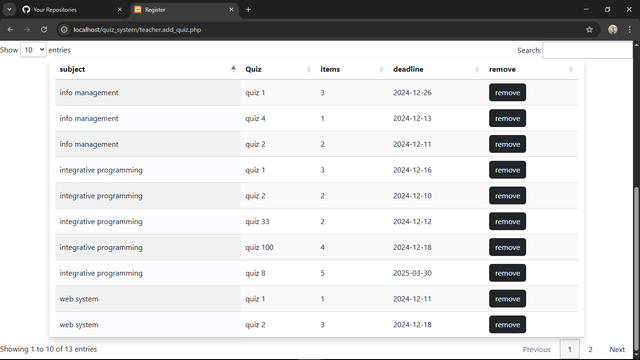 Your Repositories
Register
localhost/quiz_system/teacher.add_quiz.php
Show 10 entries Search:
subject Quiz items deadline remove
info management quiz 1 3 2024-12-26 remove
info management quiz 4 1 2024-12-13 remove
info management quiz 2 2 2024-12-11 remove
integrative programming quiz 1 3 2024-12-16 remove
integrative programming quiz 2 2 2024-12-10 remove
integrative programming quiz 33 2 2024-12-12 remove
integrative programming quiz 100 4 2024-12-18 remove
integrative programming quiz 8 5 2025-03-30 remove
web system quiz 1 1 2024-12-11 remove
web system quiz 2 3 2024-12-18 remove
Showing 1 to 10 of 13 entries Previous 1 2 Next